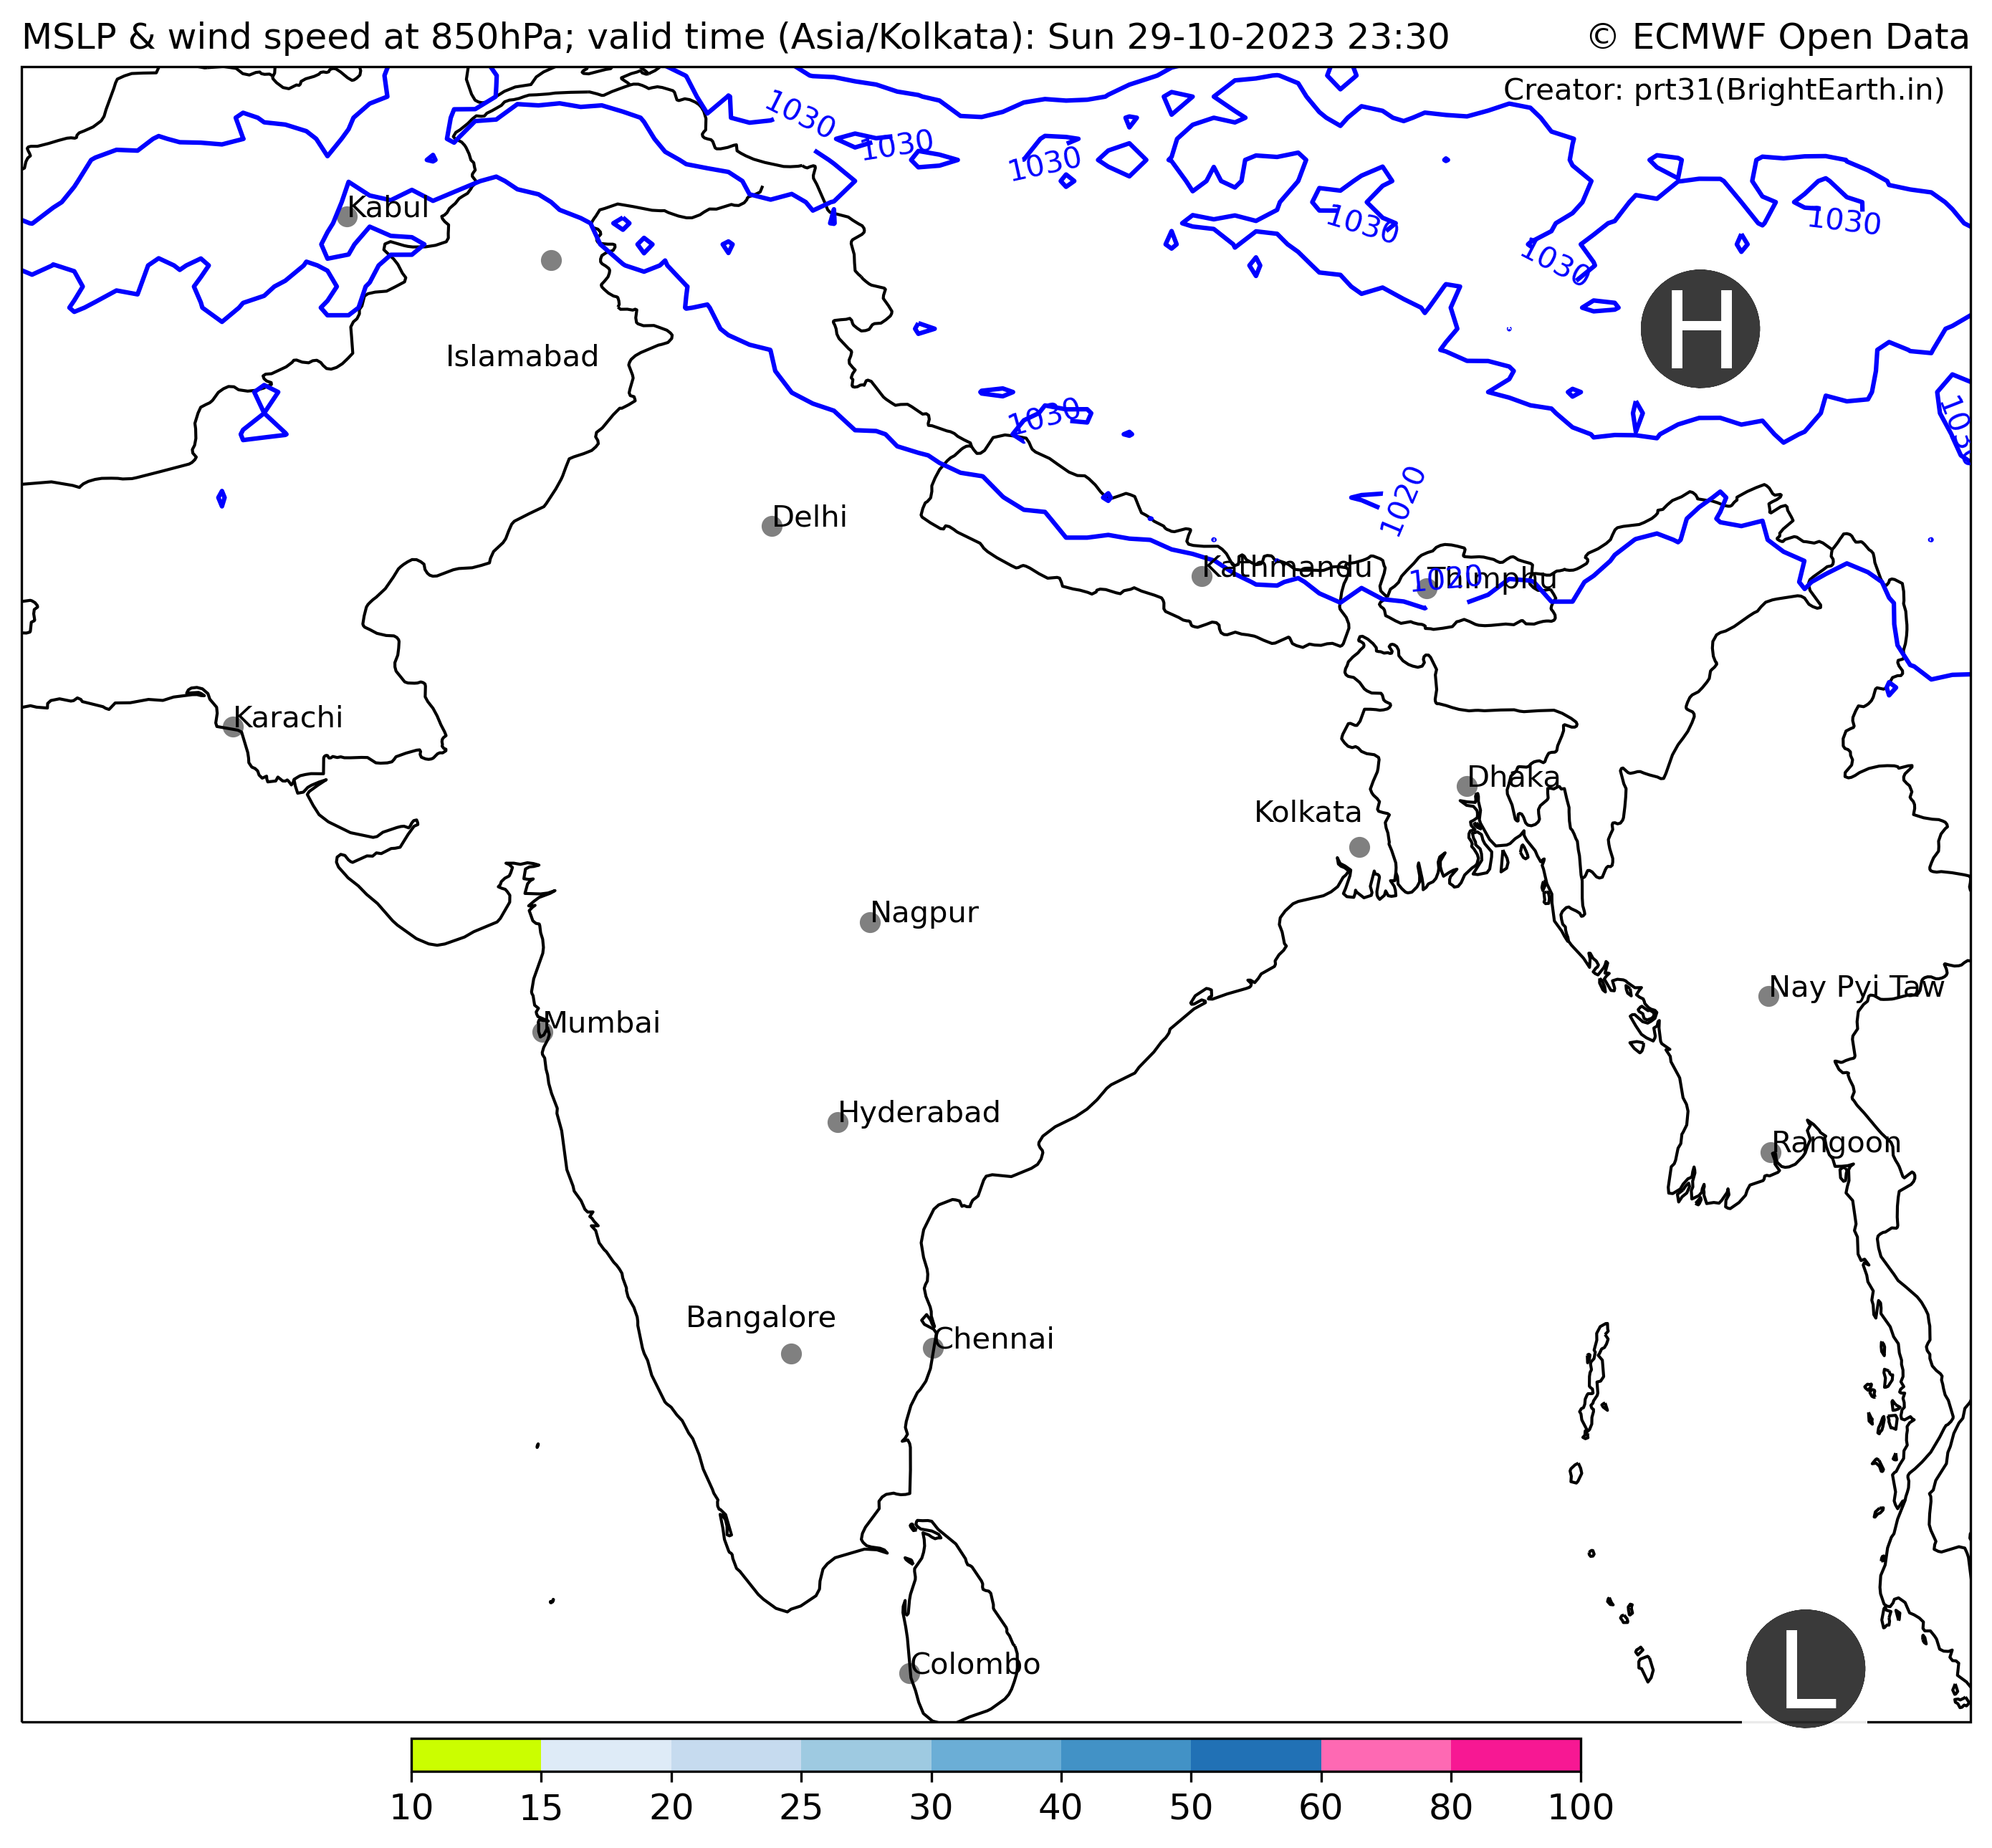 MSLP & wind speed at 850hPa; valid time (Asia/Kolkata): Sun 29-10-2023 23:30 © ECMWF Open Data
Creator: prt31(BrightEarth.in)
1030
1030
1030
1030
1030
1030
Kabul
H
Islamabad
1030
1030
1020
Delhi
Kathmandu
1020
Thimphu
Karachi
Dhaka
Kolkata
Nagpur
Nay Pyi Taw
Mumbai
Hyderabad
Rangoon
Bangalore
Chennai
Colombo
L
10 15 20 25 30 40 50 60 80 100